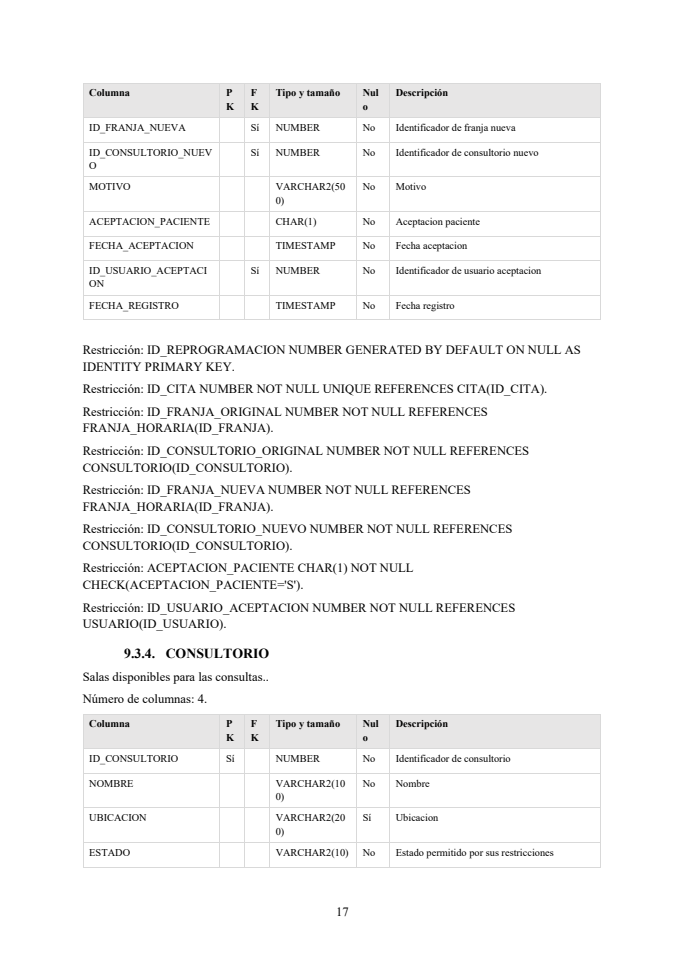 Columna P F Tipo y tamaño Nul Descripción
K K o
ID_FRANJA_NUEVA Sí NUMBER No Identificador de franja nueva
ID_CONSULTORIO_NUEV Sí NUMBER No Identificador de consultorio nuevo
O
MOTIVO VARCHAR2(50 No Motivo
0)
ACEPTACION_PACIENTE CHAR(1) No Aceptacion paciente
FECHA_ACEPTACION TIMESTAMP No Fecha aceptacion
ID_USUARIO_ACEPTACI Sí NUMBER No Identificador de usuario aceptacion
ON
FECHA_REGISTRO TIMESTAMP No Fecha registro
Restricción: ID_REPROGRAMACION NUMBER GENERATED BY DEFAULT ON NULL AS
IDENTITY PRIMARY KEY.
Restricción: ID_CITA NUMBER NOT NULL UNIQUE REFERENCES CITA(ID_CITA).
Restricción: ID_FRANJA_ORIGINAL NUMBER NOT NULL REFERENCES
FRANJA_HORARIA(ID_FRANJA).
Restricción: ID_CONSULTORIO_ORIGINAL NUMBER NOT NULL REFERENCES
CONSULTORIO(ID_CONSULTORIO).
Restricción: ID_FRANJA_NUEVA NUMBER NOT NULL REFERENCES
FRANJA_HORARIA(ID_FRANJA).
Restricción: ID_CONSULTORIO_NUEVO NUMBER NOT NULL REFERENCES
CONSULTORIO(ID_CONSULTORIO).
Restricción: ACEPTACION_PACIENTE CHAR(1) NOT NULL
CHECK(ACEPTACION_PACIENTE='S').
Restricción: ID_USUARIO_ACEPTACION NUMBER NOT NULL REFERENCES
USUARIO(ID_USUARIO).
9.3.4. CONSULTORIO
Salas disponibles para las consultas..
Número de columnas: 4.
Columna P F Tipo y tamaño Nul Descripción
K K o
ID_CONSULTORIO Sí NUMBER No Identificador de consultorio
NOMBRE VARCHAR2(10 No Nombre
0)
UBICACION VARCHAR2(20 Sí Ubicacion
0)
ESTADO VARCHAR2(10) No Estado permitido por sus restricciones
17